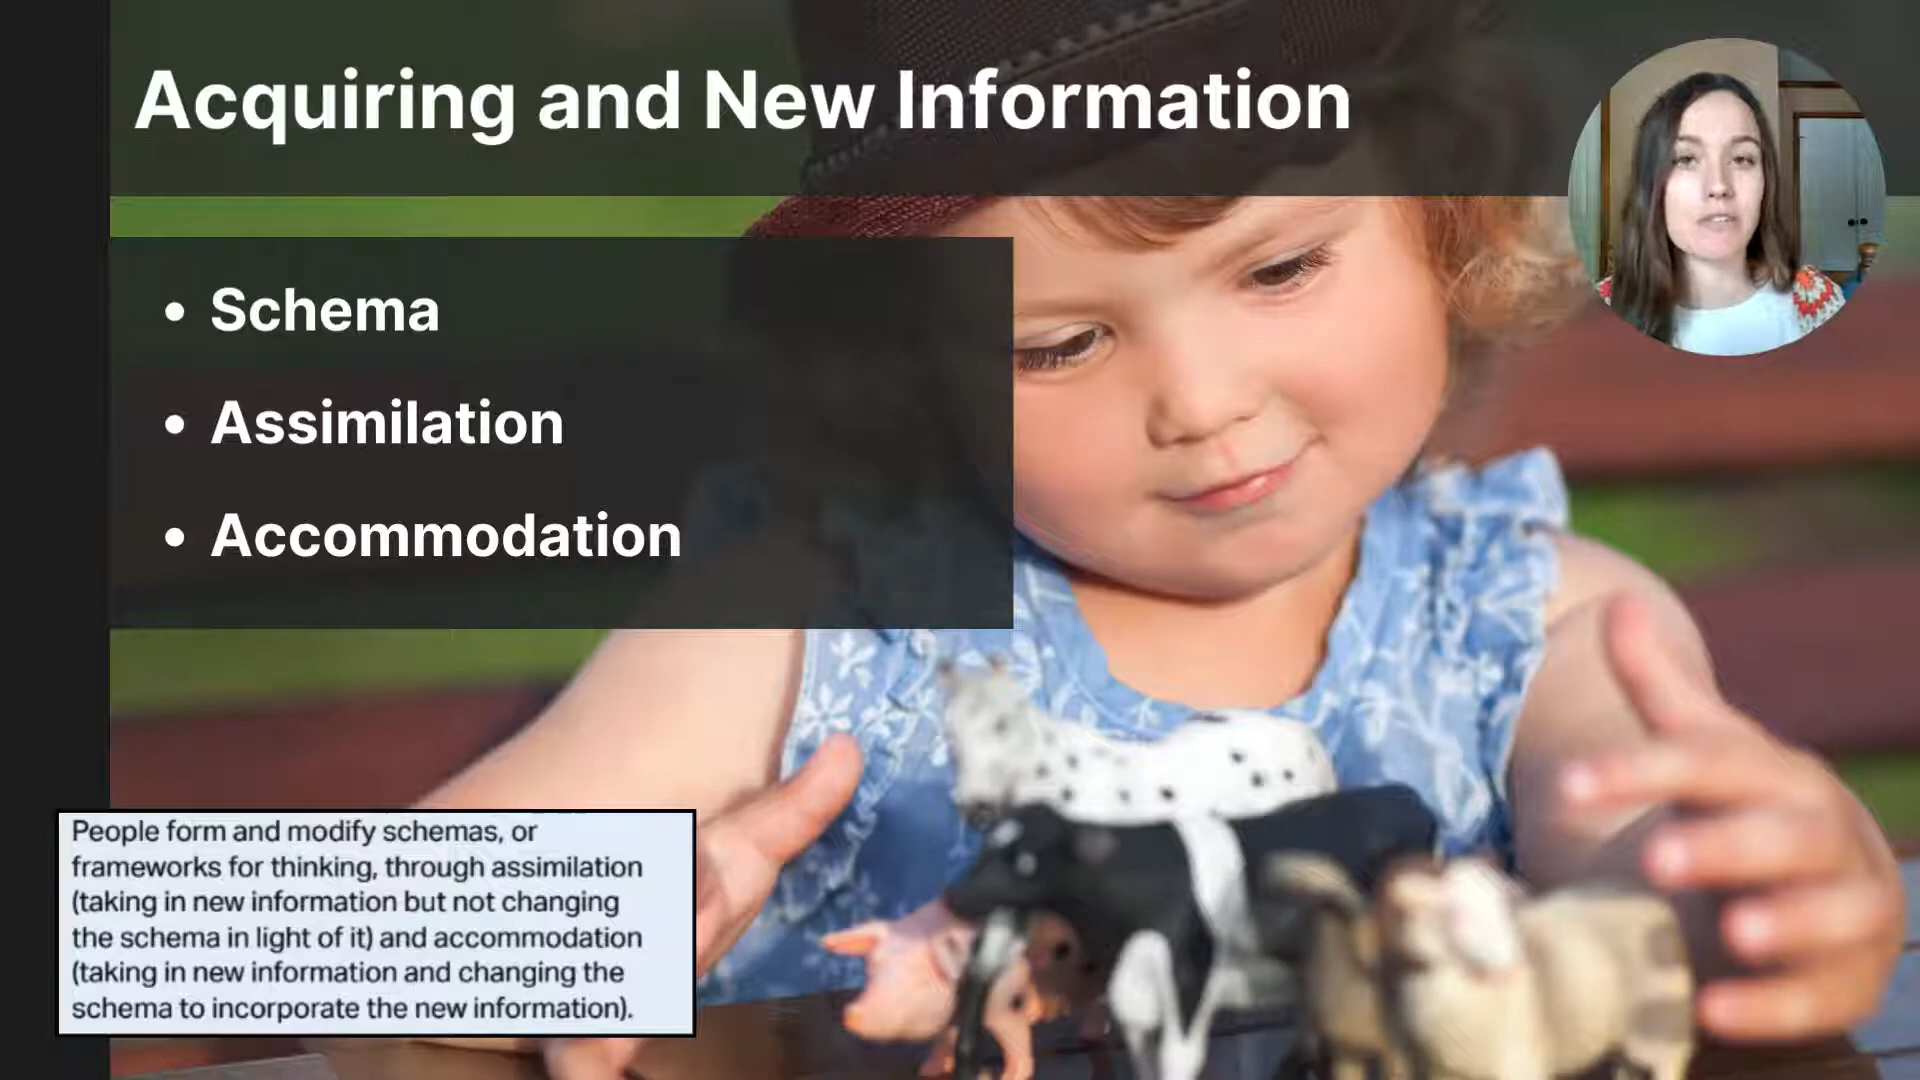 Acquiring and New Information
• Schema
• Assimilation
• Accommodation
People form and modify schemas, or
frameworks for thinking, through assimilation
(taking in new information but not changing
the schema in light of it) and accommodation
(taking in new information and changing the
schema to incorporate the new information).